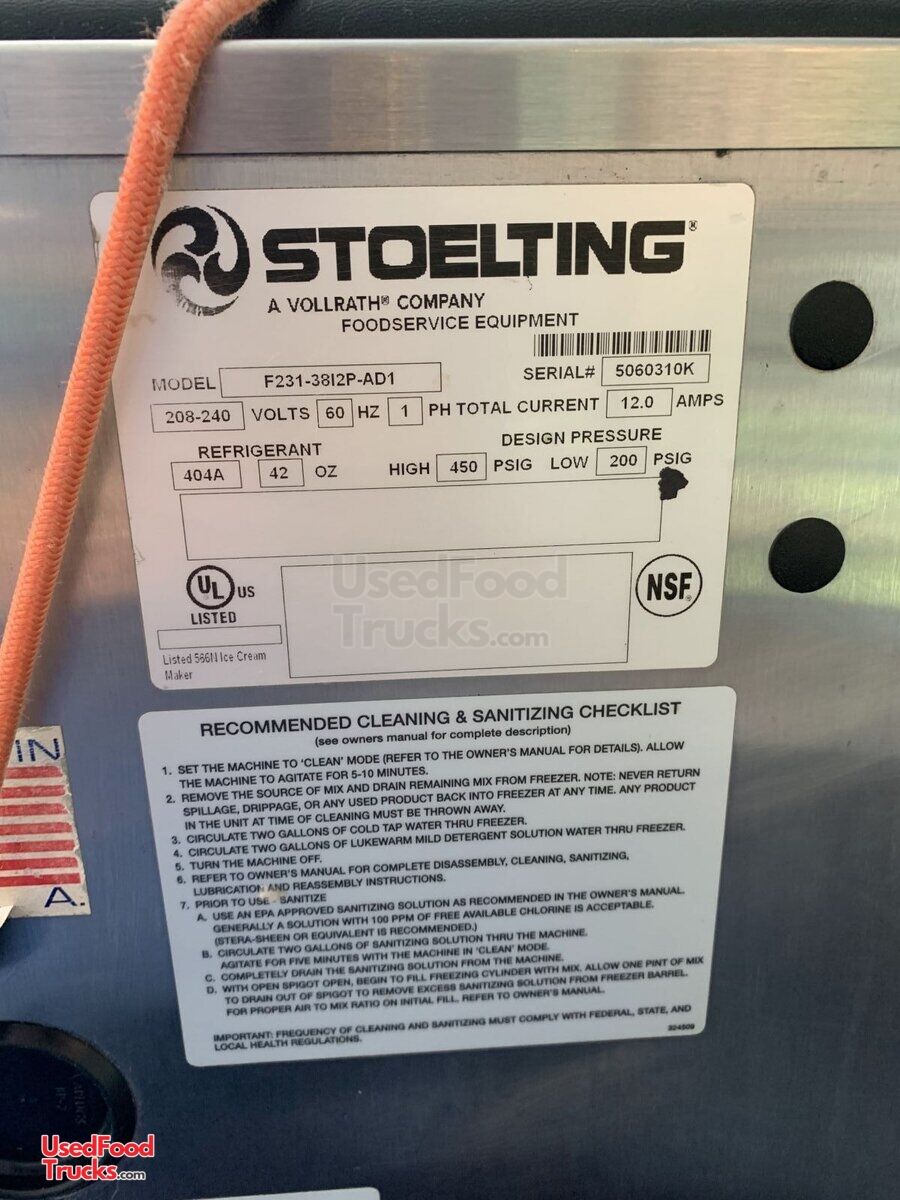 STOELTING®
A VOLLRATH® COMPANY
FOODSERVICE EQUIPMENT
MODEL F231-38I2P-AD1 SERIAL# 5060310K
208-240 VOLTS 60 HZ 1 PH TOTAL CURRENT 12.0 AMPS
REFRIGERANT DESIGN PRESSURE
404A 42 OZ HIGH 450 PSIG LOW 200 PSIG
UL US
LISTED
NSF®
Listed 566N Ice Cream
Maker
UsedFood
Trucks.com
RECOMMENDED CLEANING & SANITIZING CHECKLIST
(see owners manual for complete description)
1. SET THE MACHINE TO 'CLEAN' MODE (REFER TO THE OWNER'S MANUAL FOR DETAILS). ALLOW
THE MACHINE TO AGITATE FOR 5-10 MINUTES.
2. REMOVE THE SOURCE OF MIX AND DRAIN REMAINING MIX FROM FREEZER. NOTE: NEVER RETURN
SPILLAGE, DRIPPAGE, OR ANY USED PRODUCT BACK INTO FREEZER AT ANY TIME. ANY PRODUCT
IN THE UNIT AT TIME OF CLEANING MUST BE THROWN AWAY.
3. CIRCULATE TWO GALLONS OF COLD TAP WATER THRU FREEZER.
4. CIRCULATE TWO GALLONS OF LUKEWARM MILD DETERGENT SOLUTION WATER THRU FREEZER.
5. TURN THE MACHINE OFF.
6. REFER TO OWNER'S MANUAL FOR COMPLETE DISASSEMBLY, CLEANING, SANITIZING,
LUBRICATION AND REASSEMBLY INSTRUCTIONS.
7. PRIOR TO USE - SANITIZE
A. USE AN EPA APPROVED SANITIZING SOLUTION AS RECOMMENDED IN THE OWNER'S MANUAL.
GENERALLY A SOLUTION WITH 100 PPM OF FREE AVAILABLE CHLORINE IS ACCEPTABLE.
(STERA-SHEEN OR EQUIVALENT IS RECOMMENDED.)
B. CIRCULATE TWO GALLONS OF SANITIZING SOLUTION THRU THE MACHINE.
AGITATE FOR FIVE MINUTES WITH THE MACHINE IN 'CLEAN' MODE.
C. COMPLETELY DRAIN THE SANITIZING SOLUTION FROM THE MACHINE.
D. WITH OPEN SPIGOT OPEN, BEGIN TO FILL FREEZING CYLINDER WITH MIX. ALLOW ONE PINT OF MIX
TO DRAIN OUT OF SPIGOT TO REMOVE EXCESS SANITIZING SOLUTION FROM FREEZER BARREL.
FOR PROPER AIR TO MIX RATIO ON INITIAL FILL. REFER TO OWNER'S MANUAL.
IMPORTANT: FREQUENCY OF CLEANING AND SANITIZING MUST COMPLY WITH FEDERAL, STATE, AND
LOCAL HEALTH REGULATIONS.
324509
IN
A.
UsedFood
Trucks.com